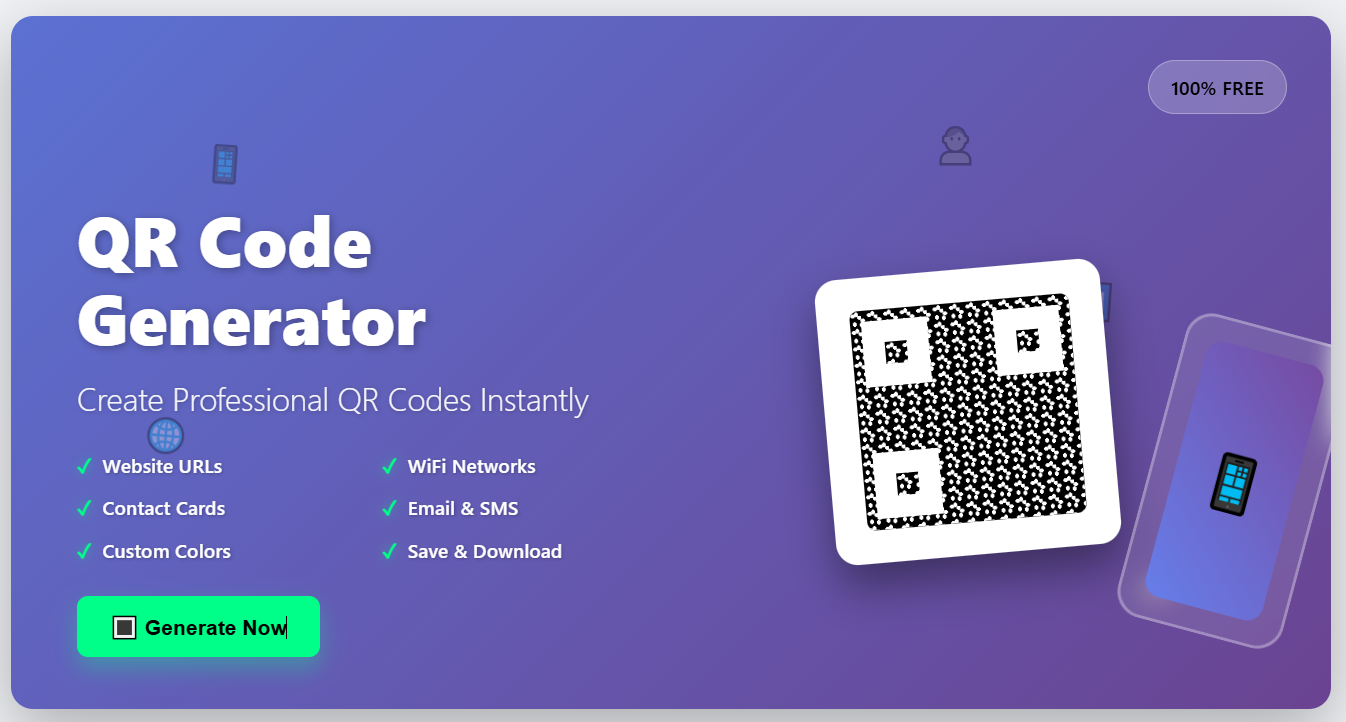 100% FREE
QR Code
Generator
Create Professional QR Codes Instantly
✓ Website URLs
✓ WiFi Networks
✓ Contact Cards
✓ Email & SMS
✓ Custom Colors
✓ Save & Download
Generate Now